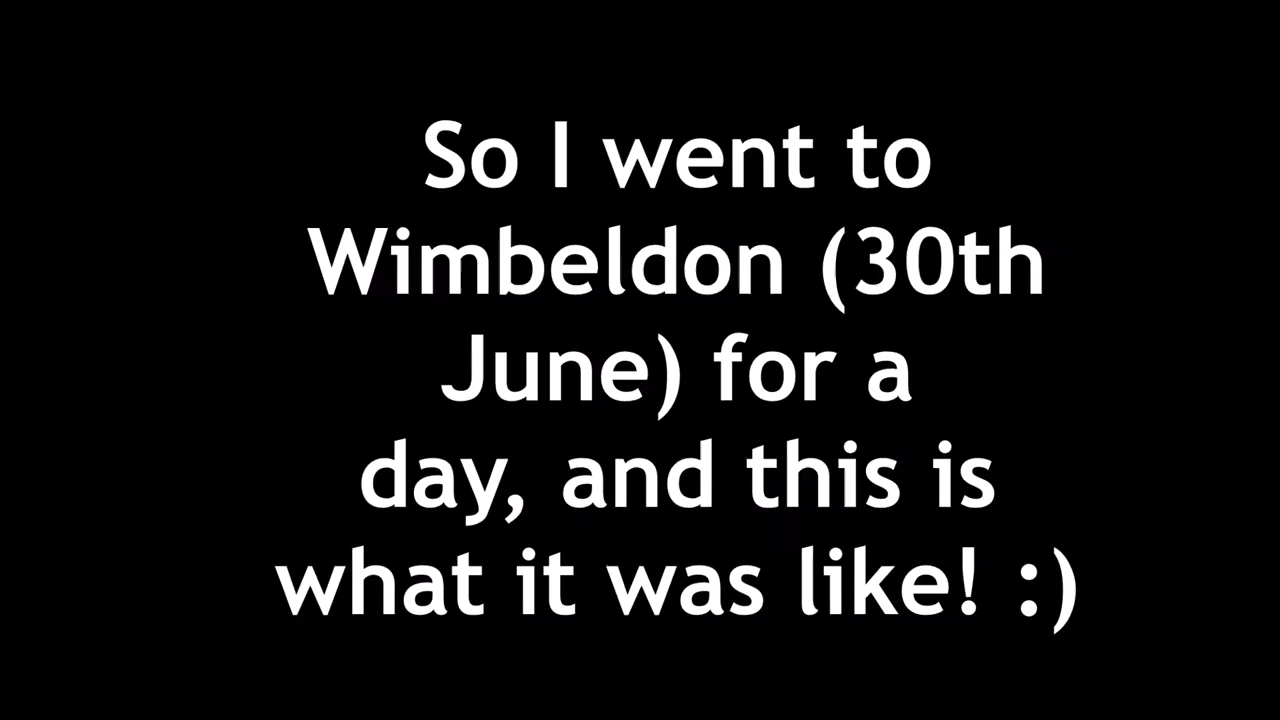 So I went to
Wimbeldon (30th
June) for a
day, and this is
what it was like! :)